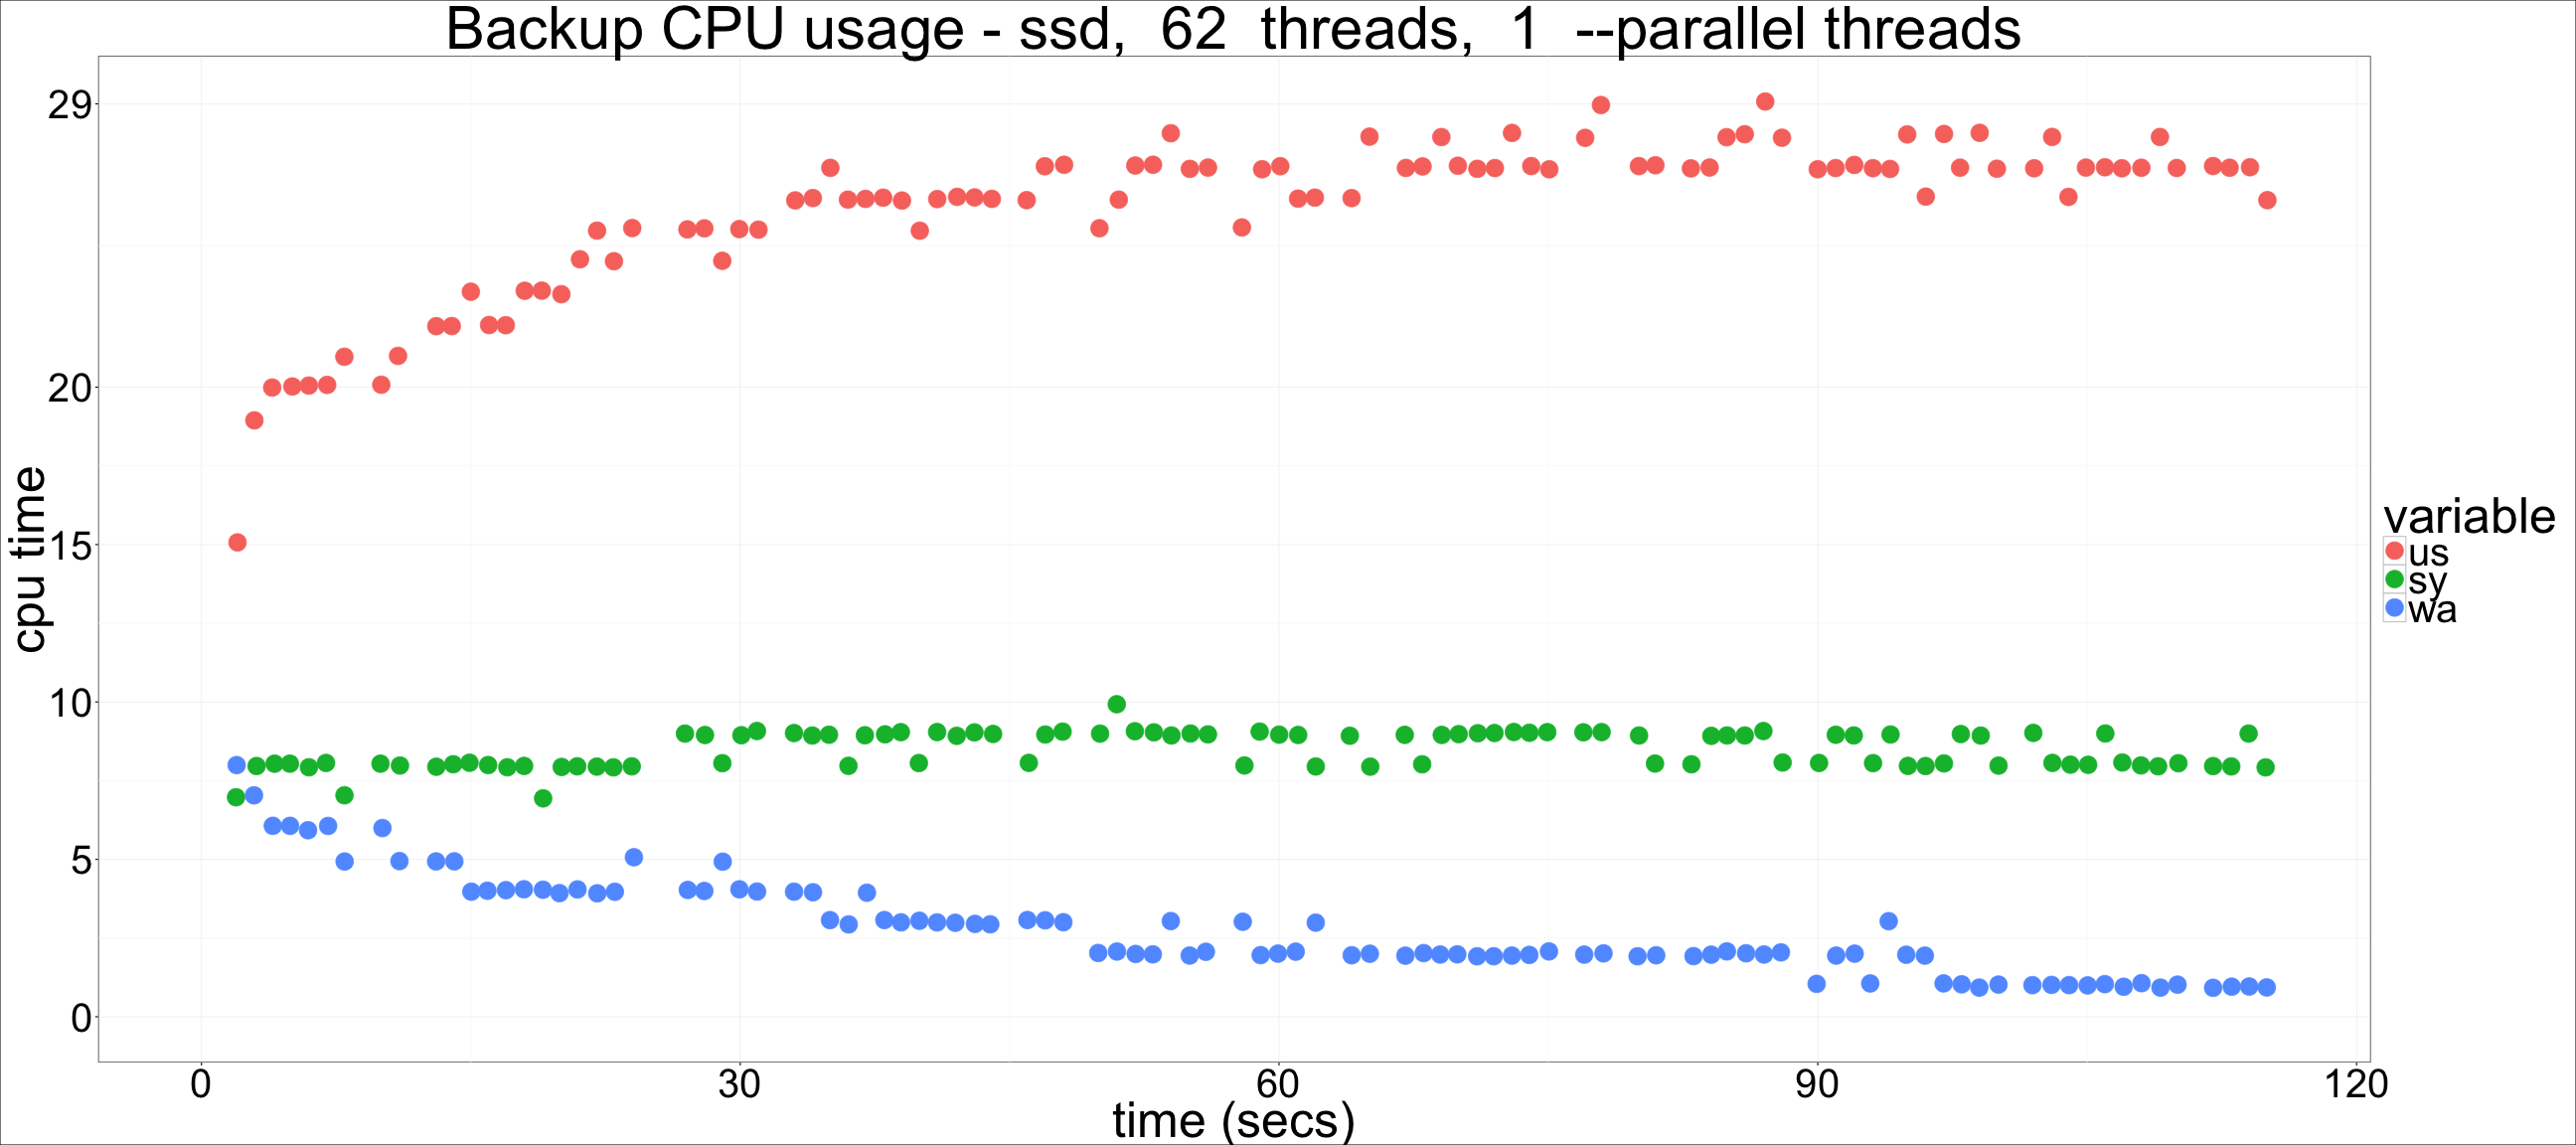 Backup CPU usage - ssd,  62  threads,  1  --parallel threads
29
20
15
10
5
0
cpu time
0 30 60 90 120
time (secs)
variable
us
sy
wa